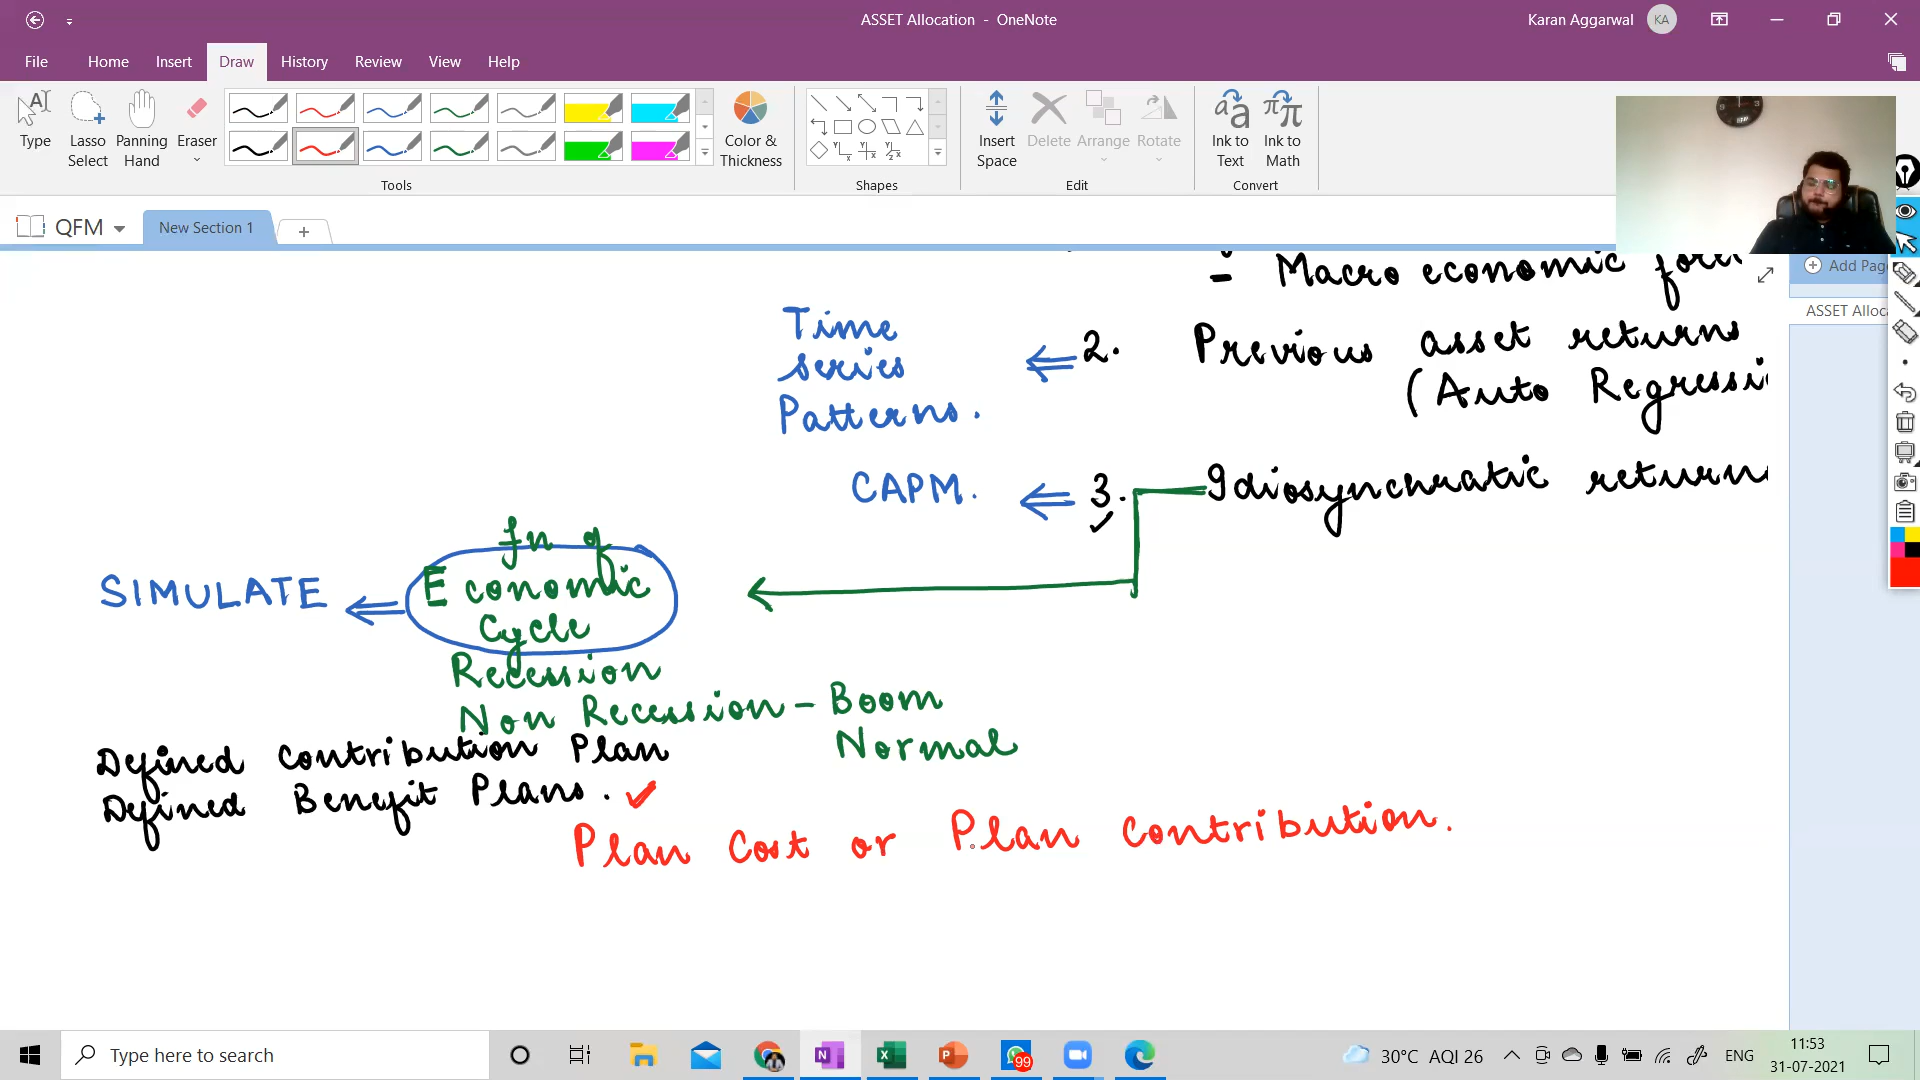 ASSET Allocation - OneNote
Karan Aggarwal
KA
File
Home
Insert
Draw
History
Review
View
Help
Type
Lasso Select
Panning Hand
Eraser
Color & Thickness
Insert Space
Delete
Arrange
Rotate
Ink to Text
Ink to Math
Tools
Shapes
Edit
Convert
QFM
New Section 1
Add Page
ASSET Alloc
Macro economic
Time
series
Patterns.
2. Previous asset returns
(Auto Regressi
CAPM.
3. Idiosynchratic returns
fn of
Economic
Cycle
SIMULATE
Recession
Non Recession - Boom
Normal
Defined Contribution Plan
Defined Benefit Plans.
Plan Cost or Plan Contribution.
Type here to search
99
30°C AQI 26
ENG
11:53
31-07-2021